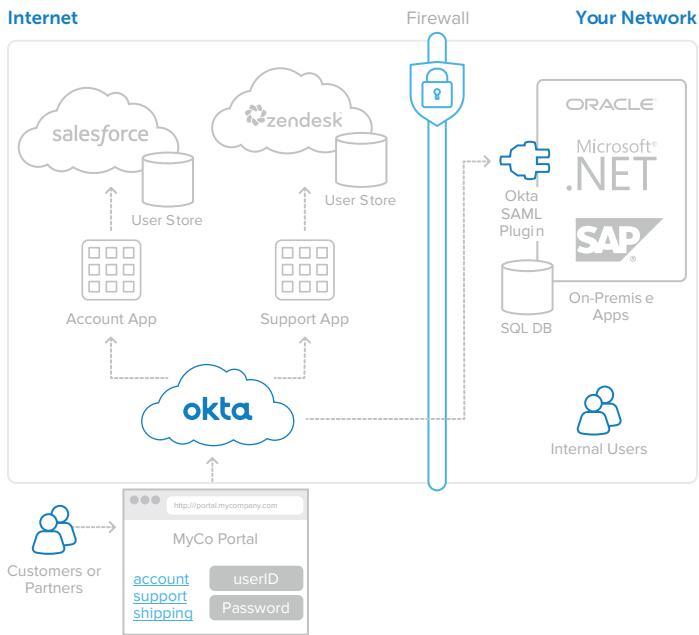 Internet
Firewall
Your Network
salesforce
zendesk
User Store
User Store
ORACLE
Microsoft®
.NET
SAP®
Okta
SAML
Plugin
SQL DB
On-Premise
Apps
Account App
Support App
okta
Internal Users
http://portal.mycompany.com
MyCo Portal
Customers or
Partners
account
support
shipping
userID
Password